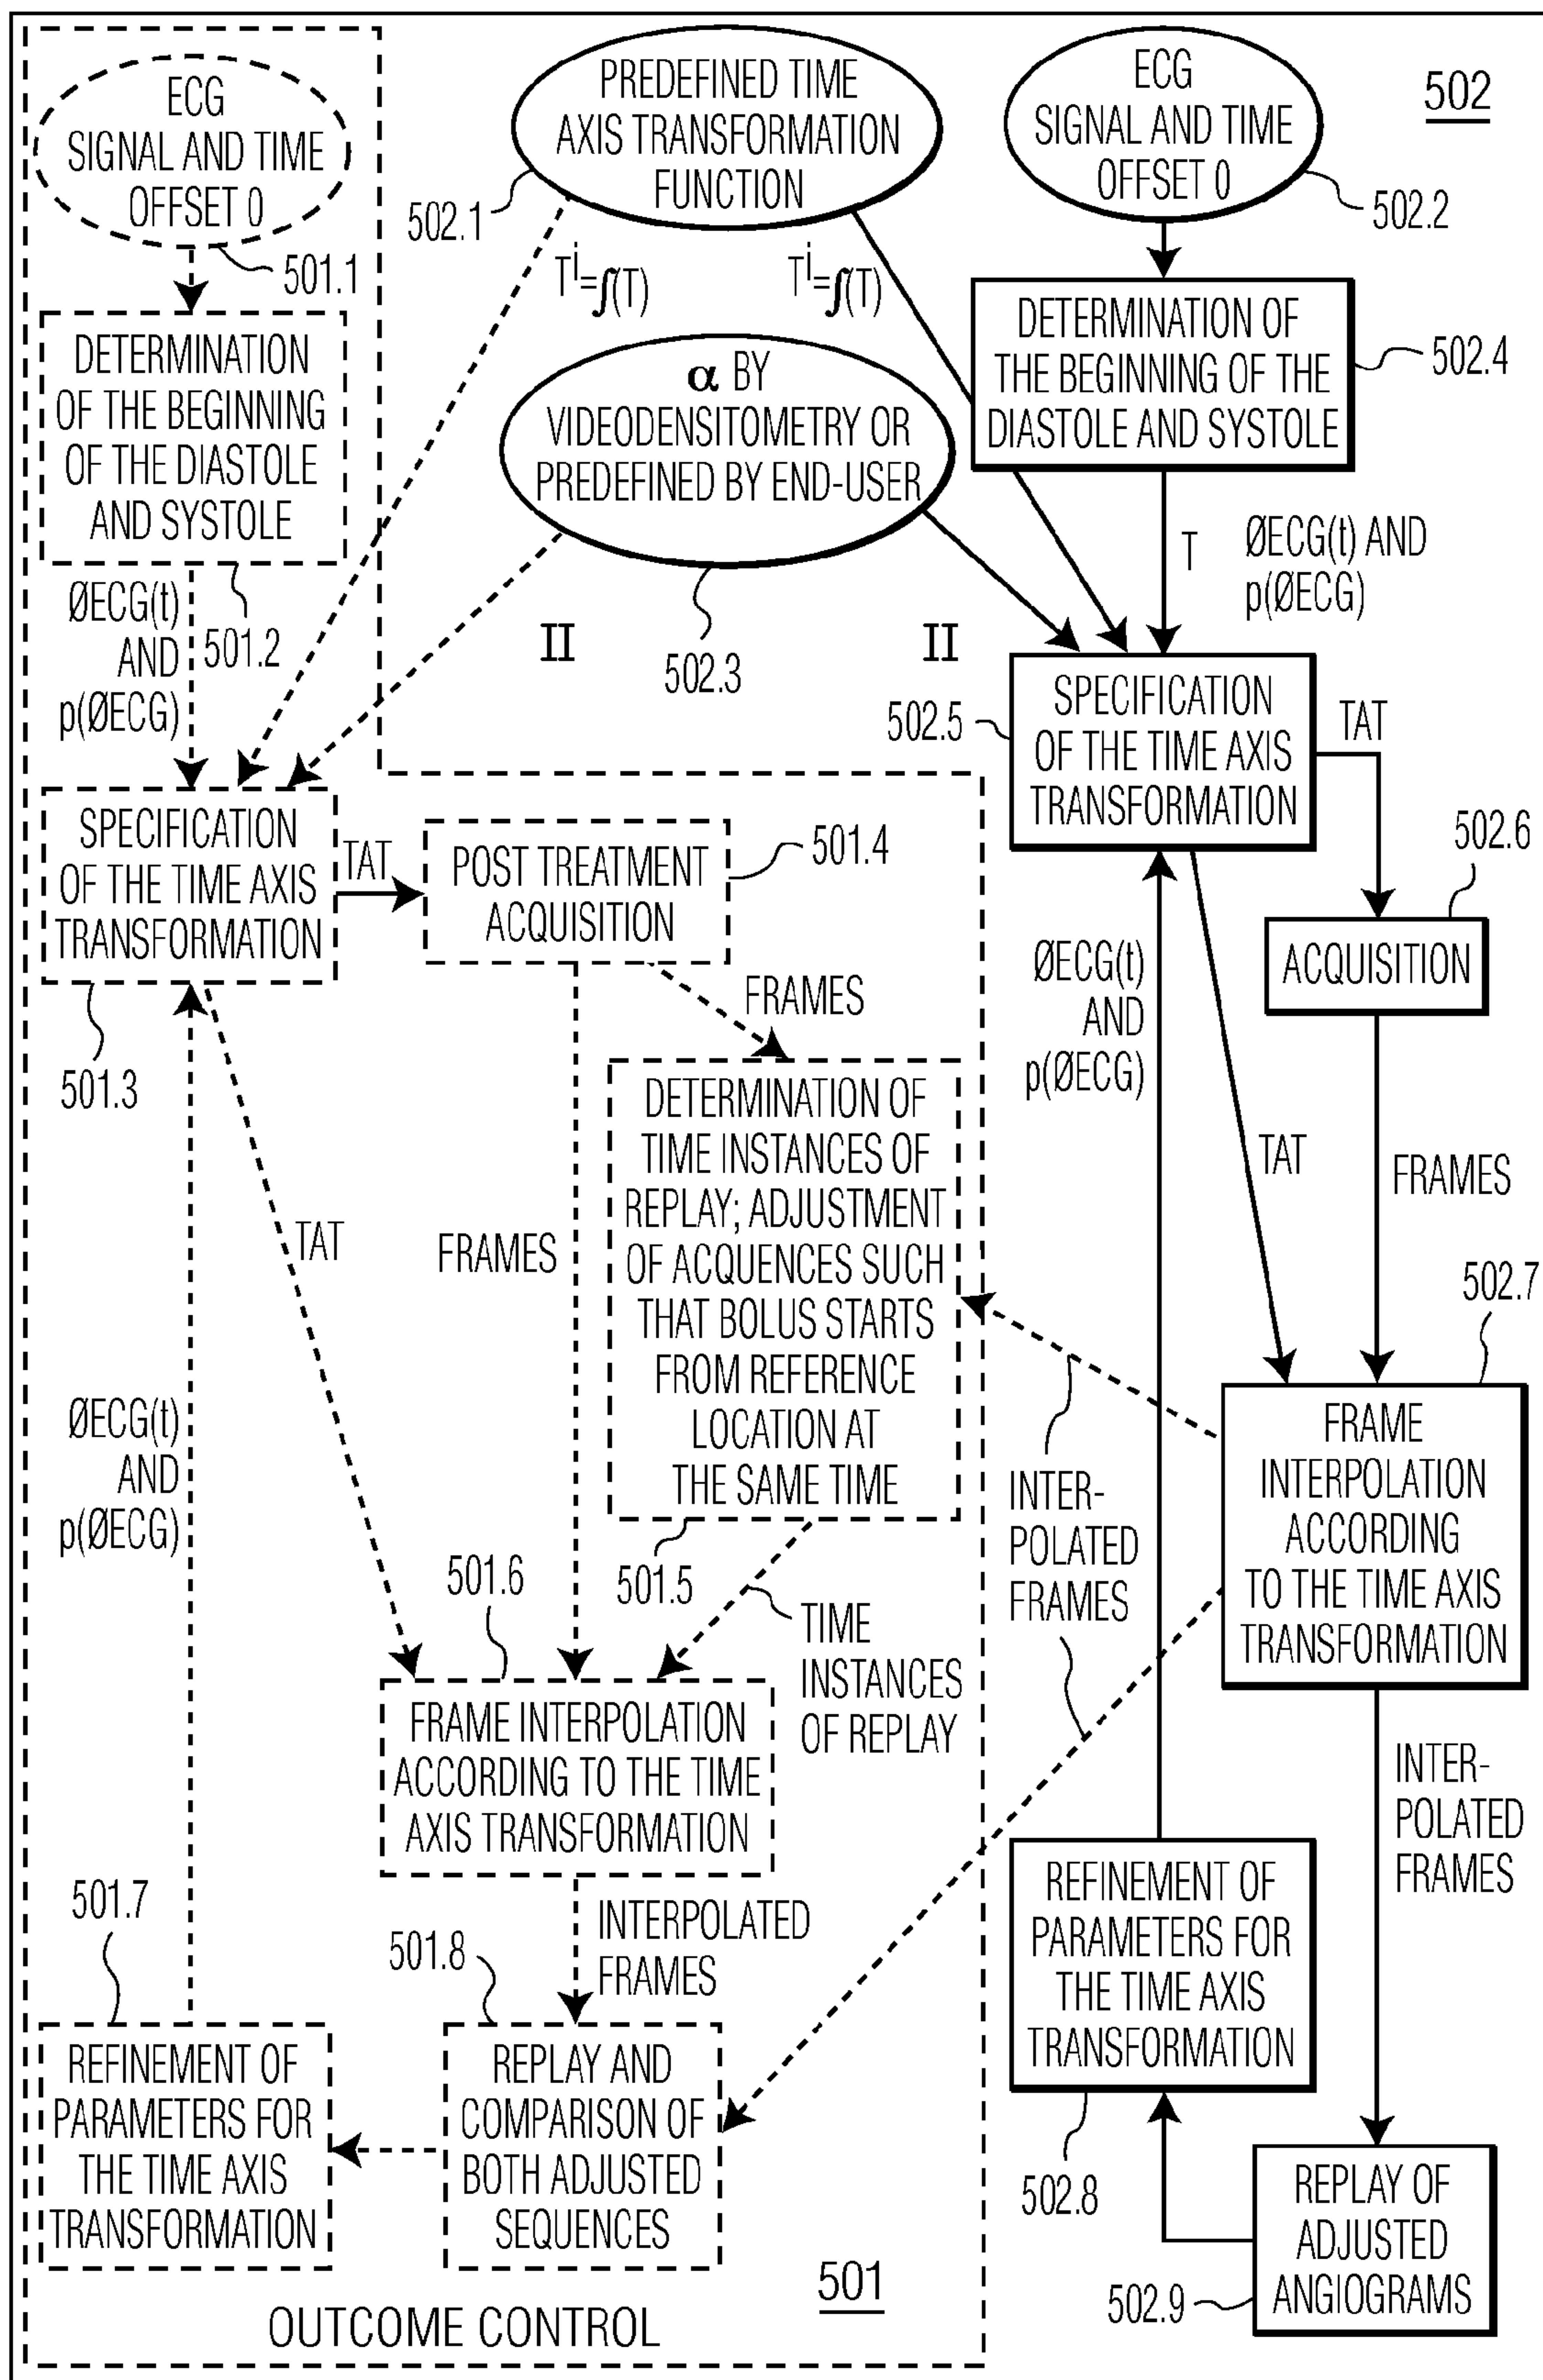 ECG
SIGNAL AND TIME
OFFSET 0
501.1
DETERMINATION
OF THE BEGINNING
OF THE DIASTOLE
AND SYSTOLE
501.2
ØECG(t)
AND
p(ØECG)
PREDEFINED TIME
AXIS TRANSFORMATION
FUNCTION
502.1
T^i=∫(T)
T^i=∫(T)
α BY
VIDEODENSITOMETRY OR
PREDEFINED BY END-USER
502.3
II
II
ECG
SIGNAL AND TIME
OFFSET 0
502
502.2
DETERMINATION OF
THE BEGINNING OF THE
DIASTOLE AND SYSTOLE
502.4
T
ØECG(t) AND
p(ØECG)
SPECIFICATION
OF THE TIME AXIS
TRANSFORMATION
502.5
TAT
502.6
ACQUISITION
SPECIFICATION
OF THE TIME AXIS
TRANSFORMATION
501.3
TAT
POST TREATMENT
ACQUISITION
501.4
FRAMES
DETERMINATION OF
TIME INSTANCES OF
REPLAY; ADJUSTMENT
OF ACQUENCES SUCH
THAT BOLUS STARTS
FROM REFERENCE
LOCATION AT
THE SAME TIME
501.5
ØECG(t)
AND
p(ØECG)
TAT
FRAMES
502.7
TAT
FRAMES
ØECG(t)
AND
p(ØECG)
501.6
TIME
INSTANCES
OF REPLAY
INTER-
POLATED
FRAMES
FRAME
INTERPOLATION
ACCORDING
TO THE TIME AXIS
TRANSFORMATION
FRAME INTERPOLATION
ACCORDING TO THE TIME
AXIS TRANSFORMATION
INTER-
POLATED
FRAMES
501.7
501.8
INTERPOLATED
FRAMES
REFINEMENT OF
PARAMETERS FOR
THE TIME AXIS
TRANSFORMATION
502.8
REFINEMENT OF
PARAMETERS FOR
THE TIME AXIS
TRANSFORMATION
REPLAY AND
COMPARISON OF
BOTH ADJUSTED
SEQUENCES
REPLAY OF
ADJUSTED
ANGIOGRAMS
502.9
501
OUTCOME CONTROL